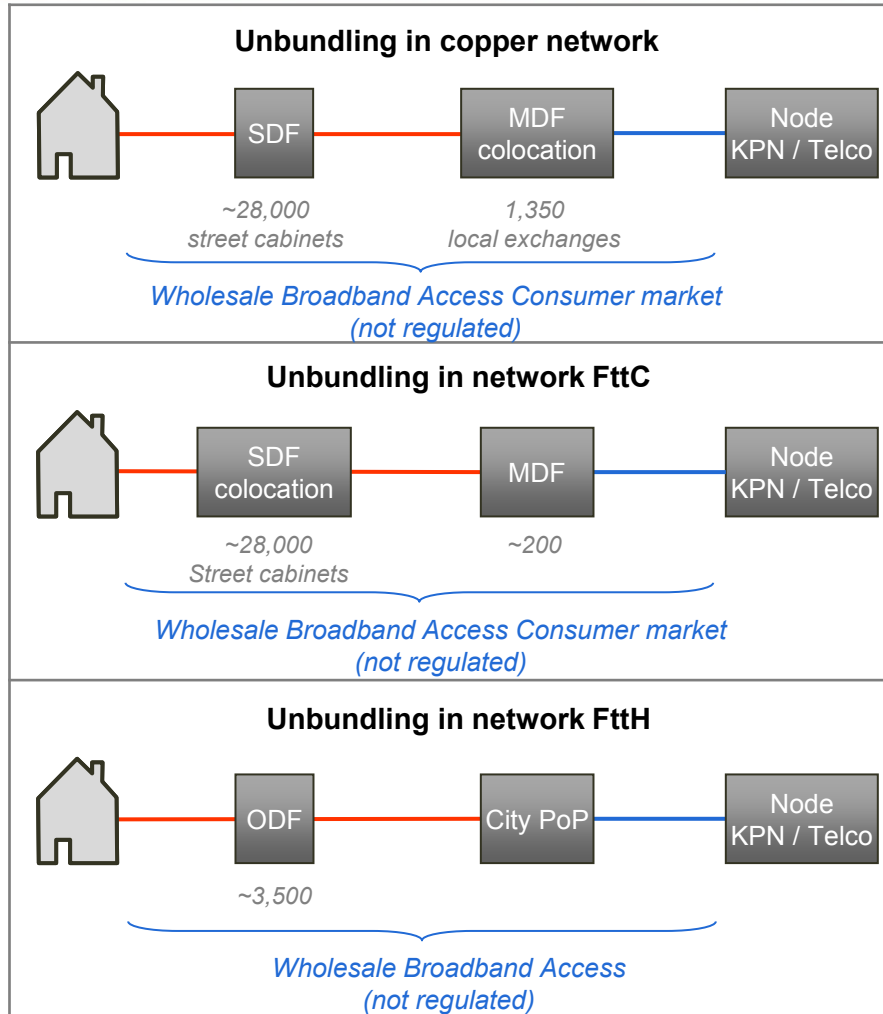 Unbundling in copper network
SDF
MDF
colocation
Node
KPN / Telco
~28,000
street cabinets
1,350
local exchanges
Wholesale Broadband Access Consumer market
(not regulated)
Unbundling in network FttC
SDF
colocation
MDF
Node
KPN / Telco
~28,000
Street cabinets
~200
Wholesale Broadband Access Consumer market
(not regulated)
Unbundling in network FttH
ODF
City PoP
Node
KPN / Telco
~3,500
Wholesale Broadband Access
(not regulated)